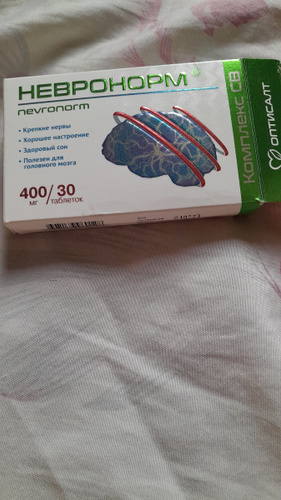 НЕВРОНОРМ
nevronorm
• Крепкие нервы
• Хорошее настроение
• Здоровый сон
• Полезен для
головного мозга
400/30
мг таблеток
Комплекс СВ
ОПТИСАЛТ